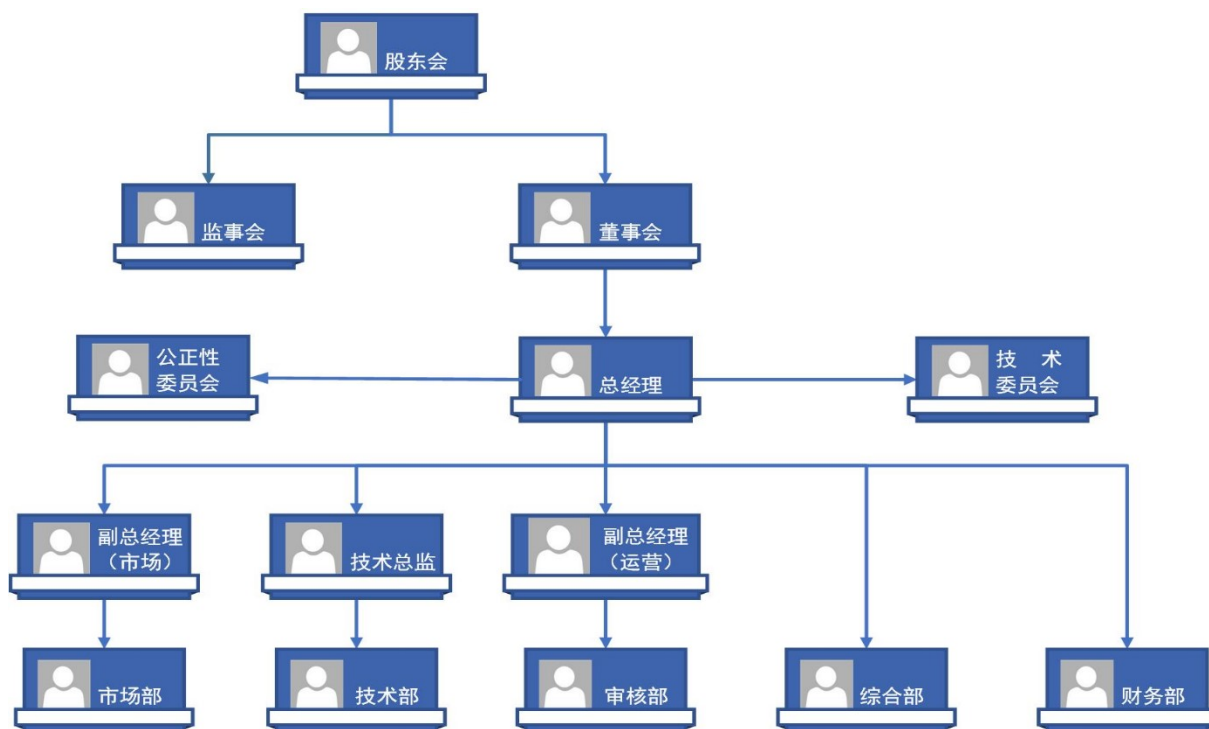 股东会
监事会
董事会
公正性
委员会
总经理
技 术
委员会
副总经理
（市场）
技术总监
副总经理
（运营）
市场部
技术部
审核部
综合部
财务部